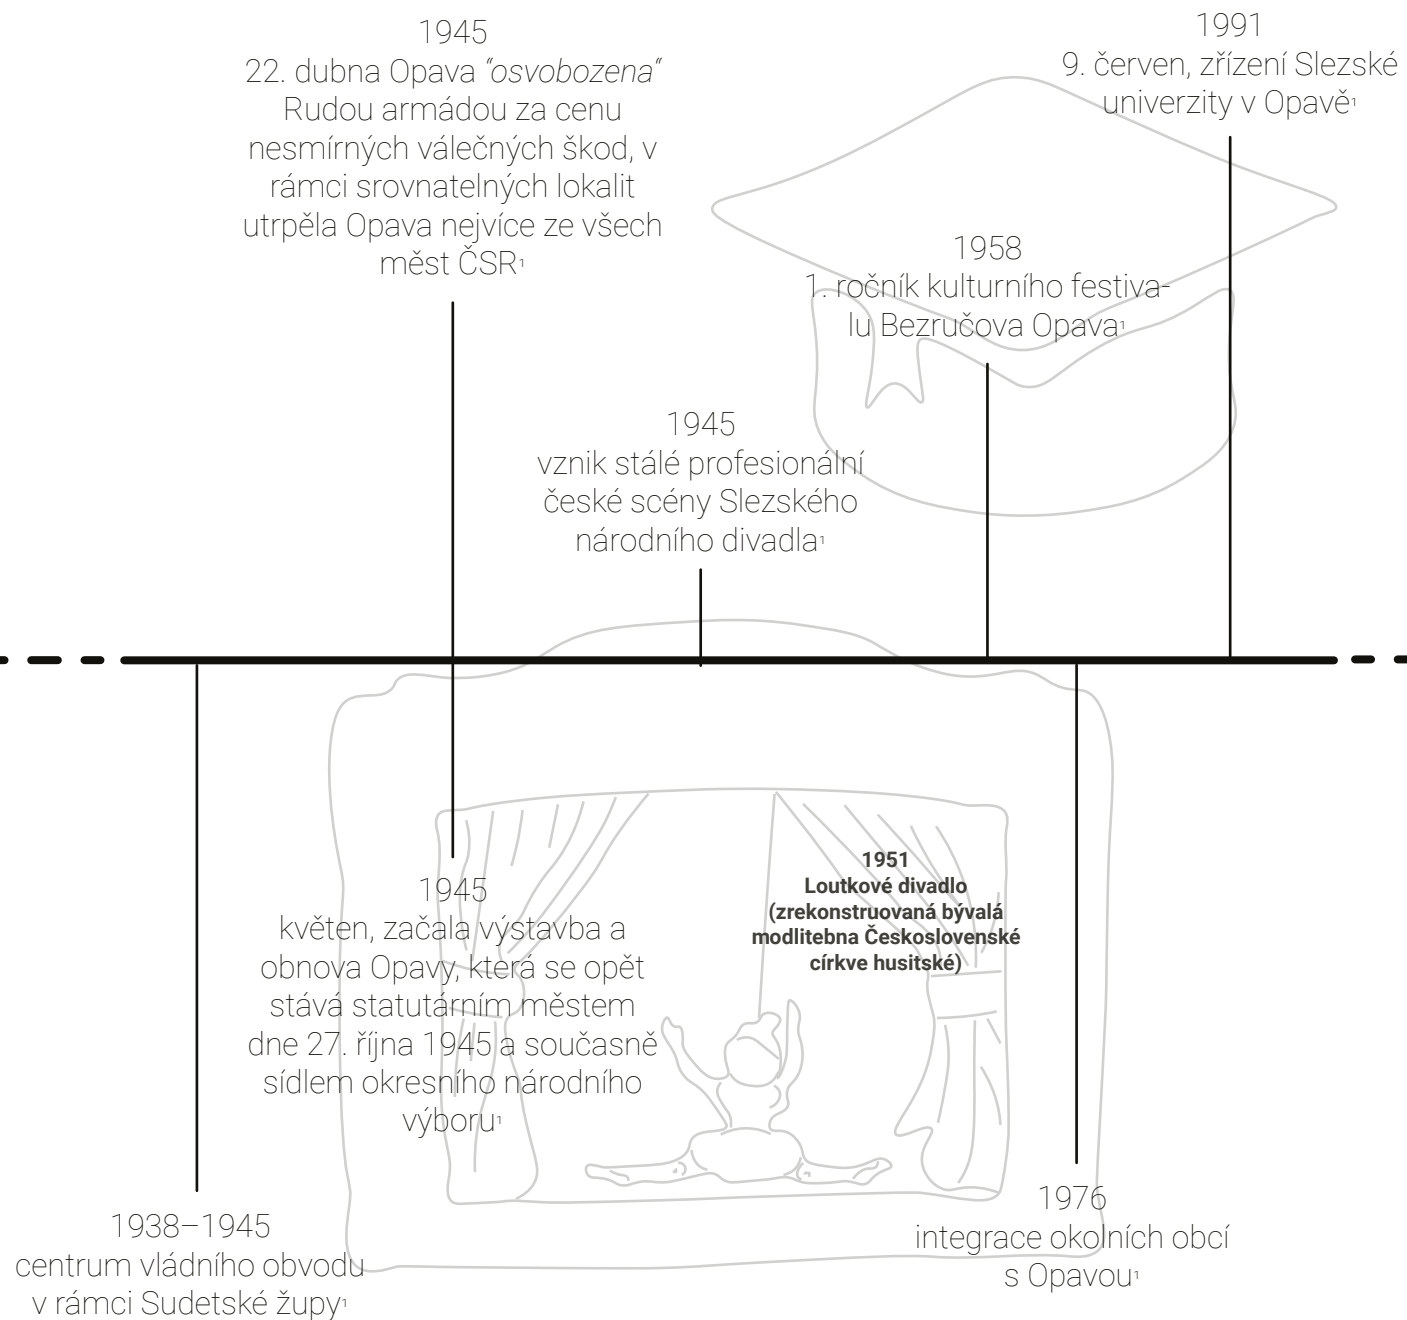 1945
22. dubna Opava “osvobozena“
Rudou armádou za cenu
nesmírných válečných škod, v
rámci srovnatelných lokalit
utrpěla Opava nejvíce ze všech
měst ČSR¹
1991
9. červen, zřízení Slezské
univerzity v Opavě¹
1958
1. ročník kulturního festiva-
lu Bezručova Opava¹
1945
vznik stálé profesionální
české scény Slezského
národního divadla¹
1951
Loutkové divadlo
(zrekonstruovaná bývalá
modlitebna Československé
církve husitské)
1945
květen, začala výstavba a
obnova Opavy, která se opět
stává statutárním městem
dne 27. října 1945 a současně
sídlem okresního národního
výboru¹
1938–1945
centrum vládního obvodu
v rámci Sudetské župy¹
1976
integrace okolních obcí
s Opavou¹